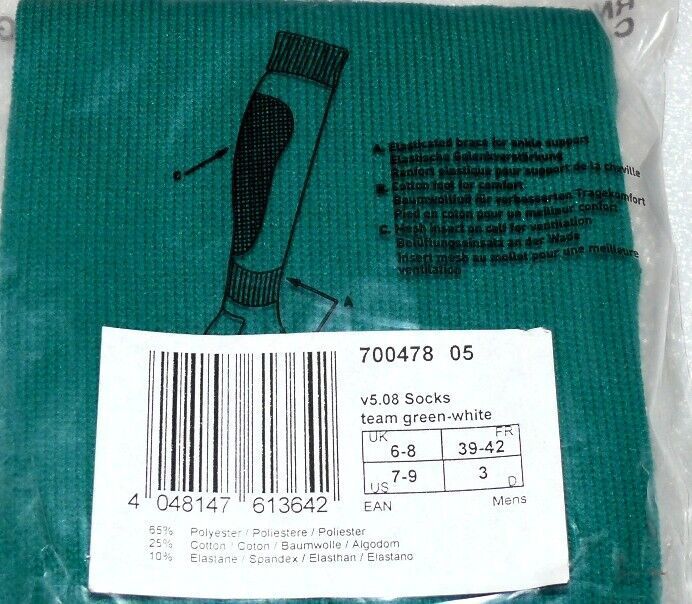 C
A. Elasticated brace for ankle support
Elastische Gelenkverstärkung
Renfort elastique pour support de la cheville
B. Cotton foot for comfort
Baumwollfuß für verbesserten Tragekomfort
Pied en coton pour un meilleur confort
C. Mesh insert on calf for ventilation
Belüftungseinsatz an der Wade
Insert mesh au mollat pour une meilleure
ventilation
A
700478 05
v5.08 Socks
team green-white
UK 6-8 39-42 FR
US 7-9 3 D
EAN Mens
4 048147 613642
65% Polyester / Poliestere / Poliester
25% Cotton / Coton / Baumwolle / Algodom
10% Elastane / Spandex / Elasthan / Elastano